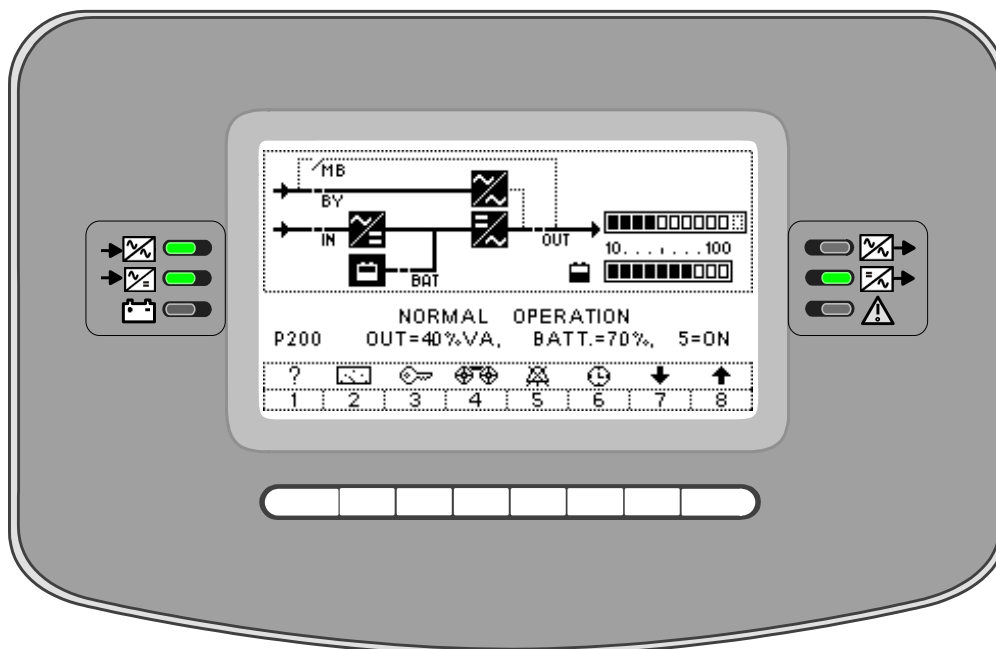 MB
BY
IN
OUT
10. . . . ı . . . 100
BAT
NORMAL OPERATION
P200 OUT=40%VA, BATT.=70%, 5=ON
?
1 2 3 4 5 6 7 8